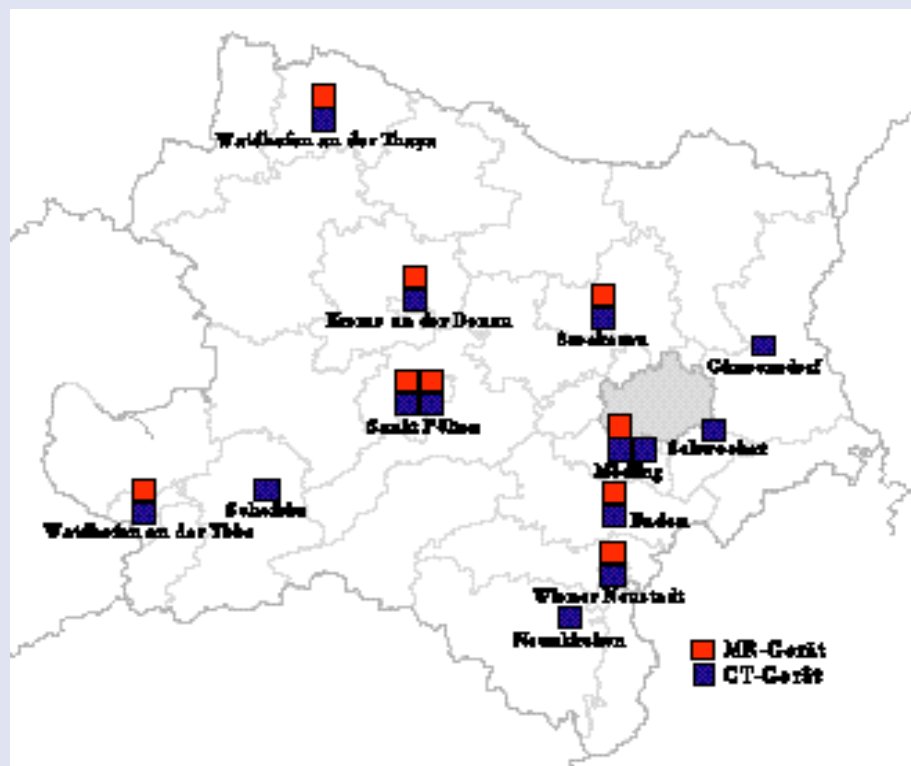 Waidhofen an der Thaya
Krems an der Donau
Stockerau
Gänserndorf
Sankt Pölten
Schwechat
Mödling
Scheibbs
Baden
Waidhofen an der Ybbs
Wiener Neustadt
Neunkirchen
MR-Gerät
CT-Gerät